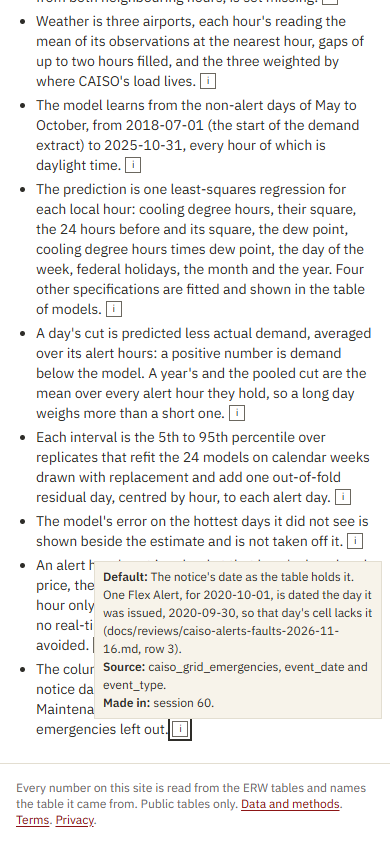 from both neighbouring hours, is set missing. i
Weather is three airports, each hour's reading the
mean of its observations at the nearest hour, gaps of
up to two hours filled, and the three weighted by
where CAISO's load lives. i
The model learns from the non-alert days of May to
October, from 2018-07-01 (the start of the demand
extract) to 2025-10-31, every hour of which is
daylight time. i
The prediction is one least-squares regression for
each local hour: cooling degree hours, their square,
the 24 hours before and its square, the dew point,
cooling degree hours times dew point, the day of the
week, federal holidays, the month and the year. Four
other specifications are fitted and shown in the table
of models. i
A day's cut is predicted less actual demand, averaged
over its alert hours: a positive number is demand
below the model. A year's and the pooled cut are the
mean over every alert hour they hold, so a long day
weighs more than a short one. i
Each interval is the 5th to 95th percentile over
replicates that refit the 24 models on calendar weeks
drawn with replacement and add one out-of-fold
residual day, centred by hour, to each alert day. i
The model's error on the hottest days it did not see is
shown beside the estimate and is not taken off it. i
An alert
price, the
hour only
no real-ti
avoided.
The colum
notice da
Maintena
emergencies left out. i
Default: The notice's date as the table holds it.
One Flex Alert, for 2020-10-01, is dated the day it
was issued, 2020-09-30, so that day's cell lacks it
(docs/reviews/caiso-alerts-faults-2026-11-
16.md, row 3).
Source: caiso_grid_emergencies, event_date and
event_type.
Made in: session 60.
Every number on this site is read from the ERW tables and names
the table it came from. Public tables only. Data and methods.
Terms. Privacy.